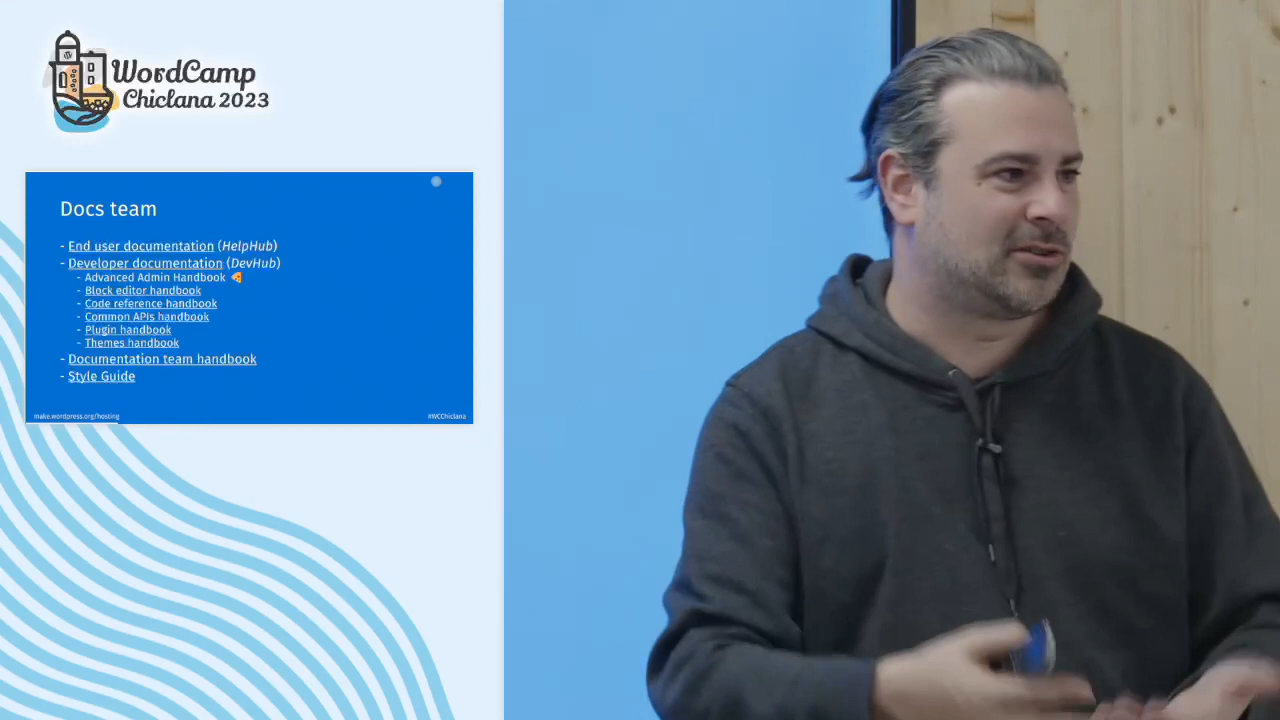 WordCamp
Chiclana 2023
Docs team
- End user documentation (HelpHub)
- Developer documentation (DevHub)
- Advanced Admin Handbook 🍕
- Block editor handbook
- Code reference handbook
- Common APIs handbook
- Plugin handbook
- Themes handbook
- Documentation team handbook
- Style Guide
make.wordpress.org/hosting
#WCChiclana